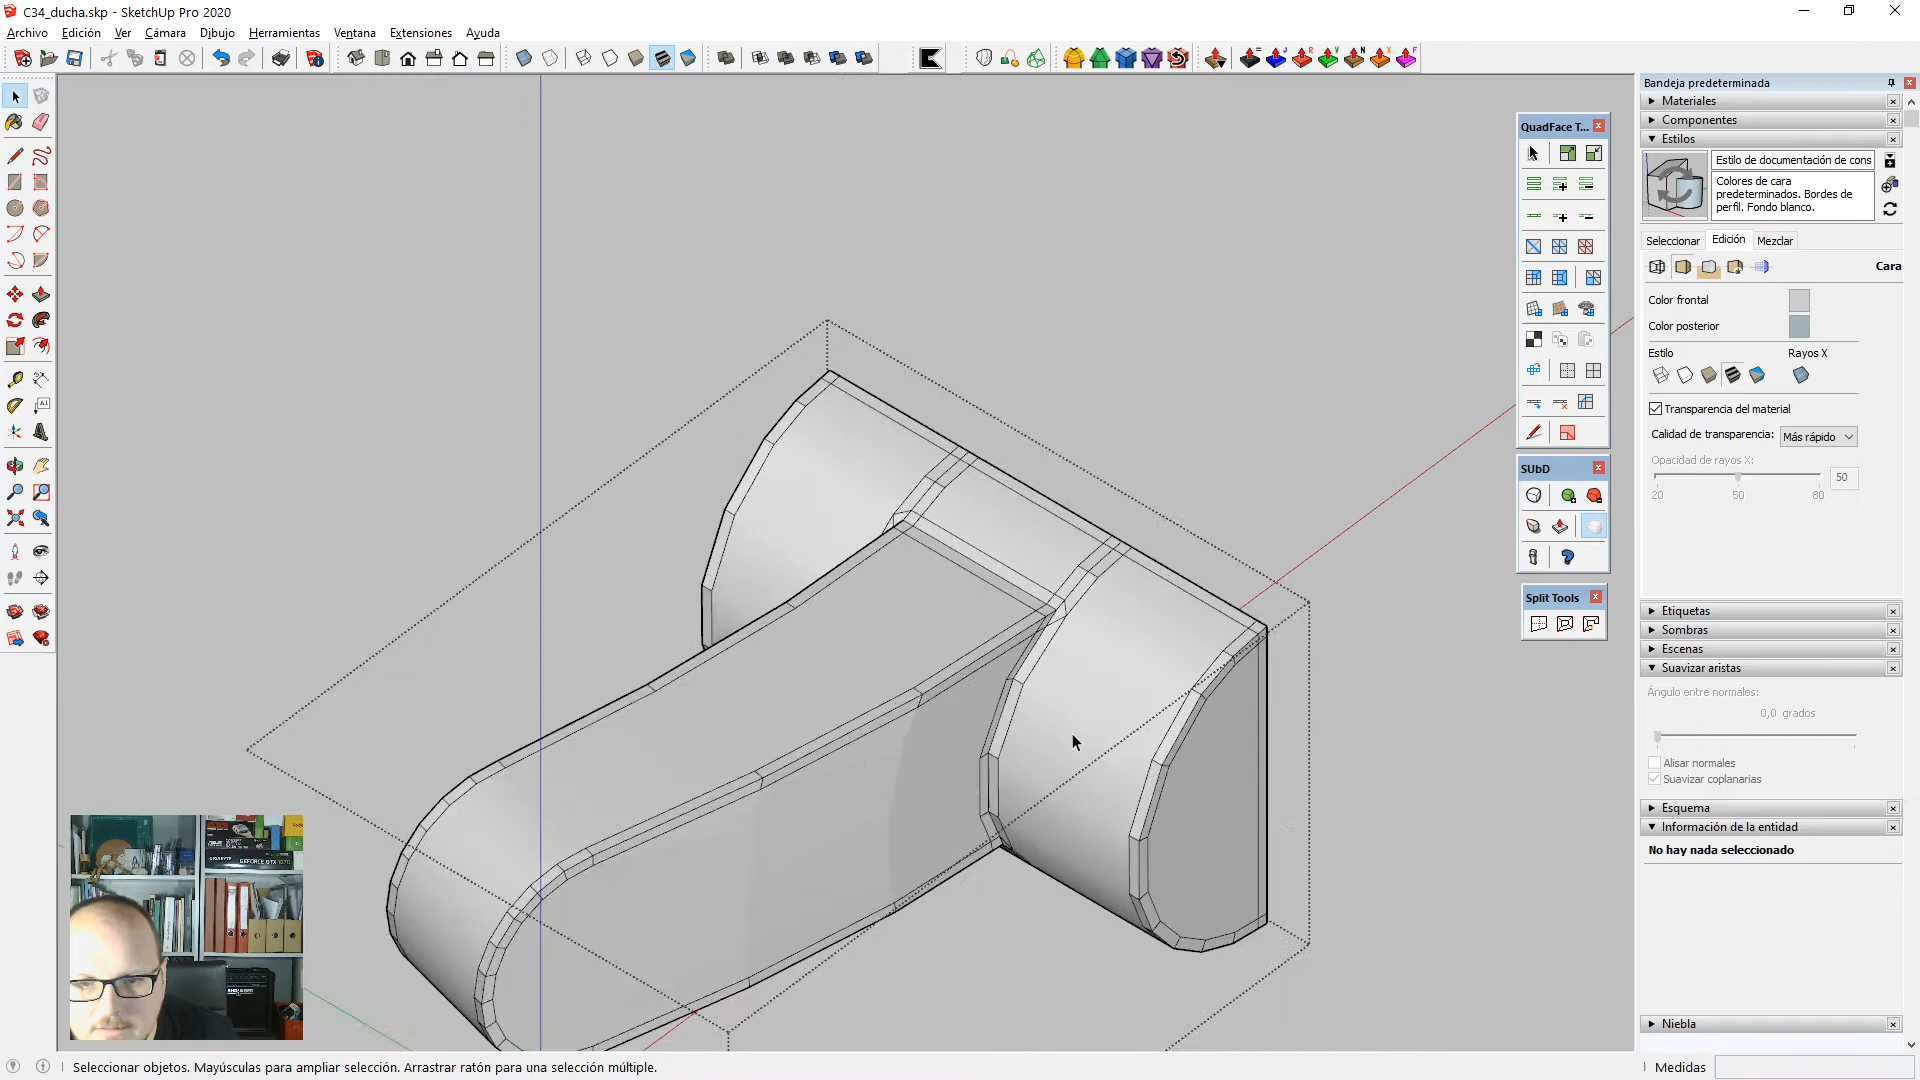 C34_ducha.skp - SketchUp Pro 2020
Archivo Edición Ver Cámara Dibujo Herramientas Ventana Extensiones Ayuda
QuadFace T...
SUbD
Split Tools
Bandeja predeterminada
Materiales
Componentes
Estilos
Estilo de documentación de cons
Colores de cara
predeterminados. Bordes de
perfil. Fondo blanco.
Seleccionar Edición Mezclar
Cara
Color frontal
Color posterior
Estilo Rayos X
Transparencia del material
Calidad de transparencia: Más rápido
Opacidad de rayos X:
50
20 50 80
Etiquetas
Sombras
Escenas
Suavizar aristas
Ángulo entre normales:
0,0 grados
Alisar normales
Suavizar coplanarias
Esquema
Información de la entidad
No hay nada seleccionado
Niebla
GIGABYTE GEFORCE GTX 1070
Seleccionar objetos. Mayúsculas para ampliar selección. Arrastrar ratón para una selección múltiple.
Medidas